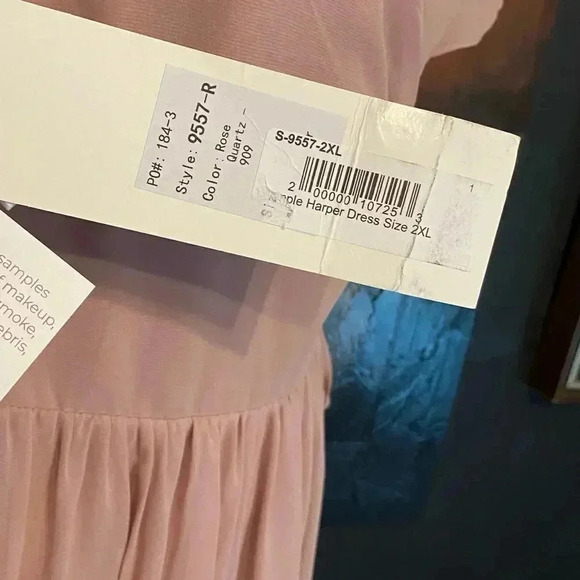 PO#: 184-3
Style: 9557-R
Color: Rose
Quartz -
909
S-9557-2XL
1
2 00000 10725 3
Harper Dress Size 2XL
samples
makeup,
smoke,